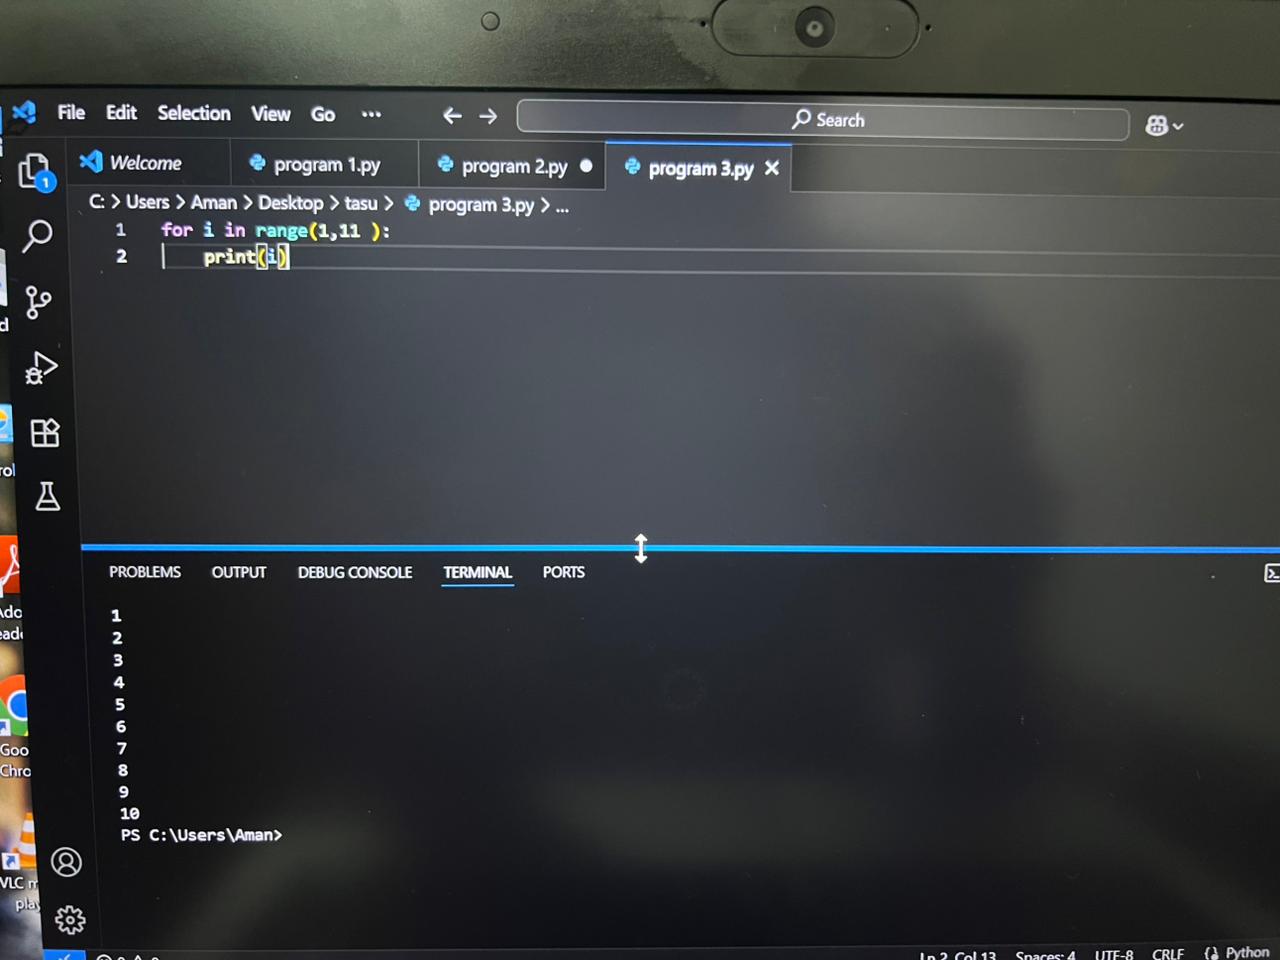 File Edit Selection View Go ... Search
Welcome program 1.py program 2.py program 3.py
1
C: > Users > Aman > Desktop > tasu > program 3.py > ...
1 for i in range(1,11 ):
2 print(i)
PROBLEMS OUTPUT DEBUG CONSOLE TERMINAL PORTS
1
2
3
4
5
6
7
8
9
10
PS C:\Users\Aman>
Goo
Chro
VLC m
play
Ln 2, Col 13 Spaces: 4 UTF-8 CRLF {} Python